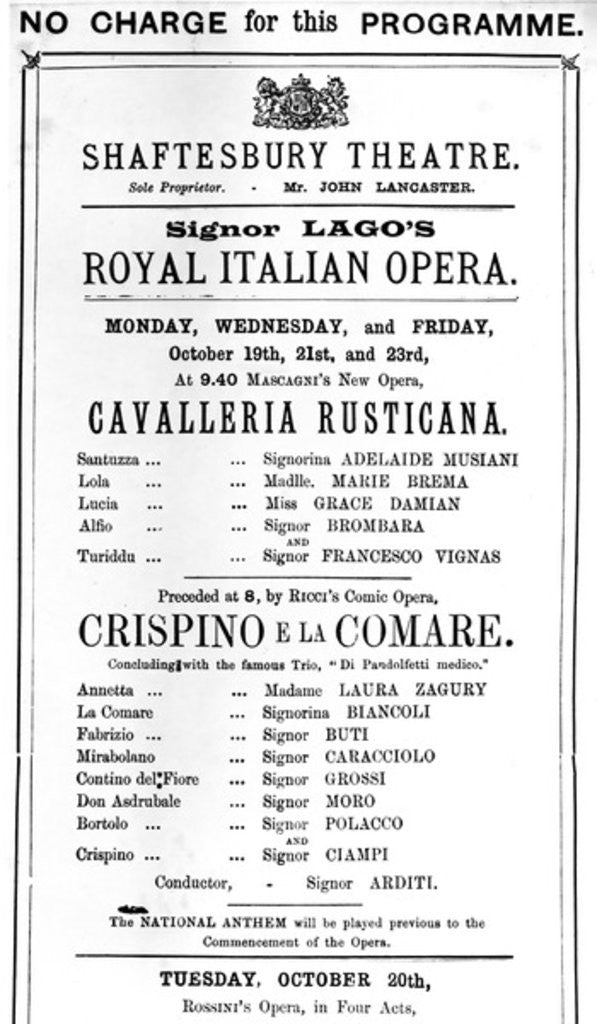 NO CHARGE for this PROGRAMME.
SHAFTESBURY THEATRE.
Sole Proprietor. - Mr. JOHN LANCASTER.
Signor LAGO'S
ROYAL ITALIAN OPERA.
MONDAY, WEDNESDAY, and FRIDAY,
October 19th, 21st, and 23rd,
At 9.40 MASCAGNI'S New Opera,
CAVALLERIA RUSTICANA.
Santuzza ... ... Signorina ADELAIDE MUSIANI
Lola ... ... Madlle. MARIE BREMA
Lucia ... ... Miss GRACE DAMIAN
Alfio ... ... Signor BROMBARA
AND
Turiddu ... ... Signor FRANCESCO VIGNAS
Preceded at 8, by RICCI'S Comic Opera,
CRISPINO E LA COMARE.
Concluding with the famous Trio, "Di Pandolfetti medico."
Annetta ... ... Madame LAURA ZAGURY
La Comare ... Signorina BIANCOLI
Fabrizio ... ... Signor BUTI
Mirabolano ... Signor CARACCIOLO
Contino del Fiore ... Signor GROSSI
Don Asdrubale ... Signor MORO
Bortolo ... ... Signor POLACCO
AND
Crispino ... ... Signor CIAMPI
Conductor, - Signor ARDITI.
The NATIONAL ANTHEM will be played previous to the
Commencement of the Opera.
TUESDAY, OCTOBER 20th,
ROSSINI'S Opera, in Four Acts,